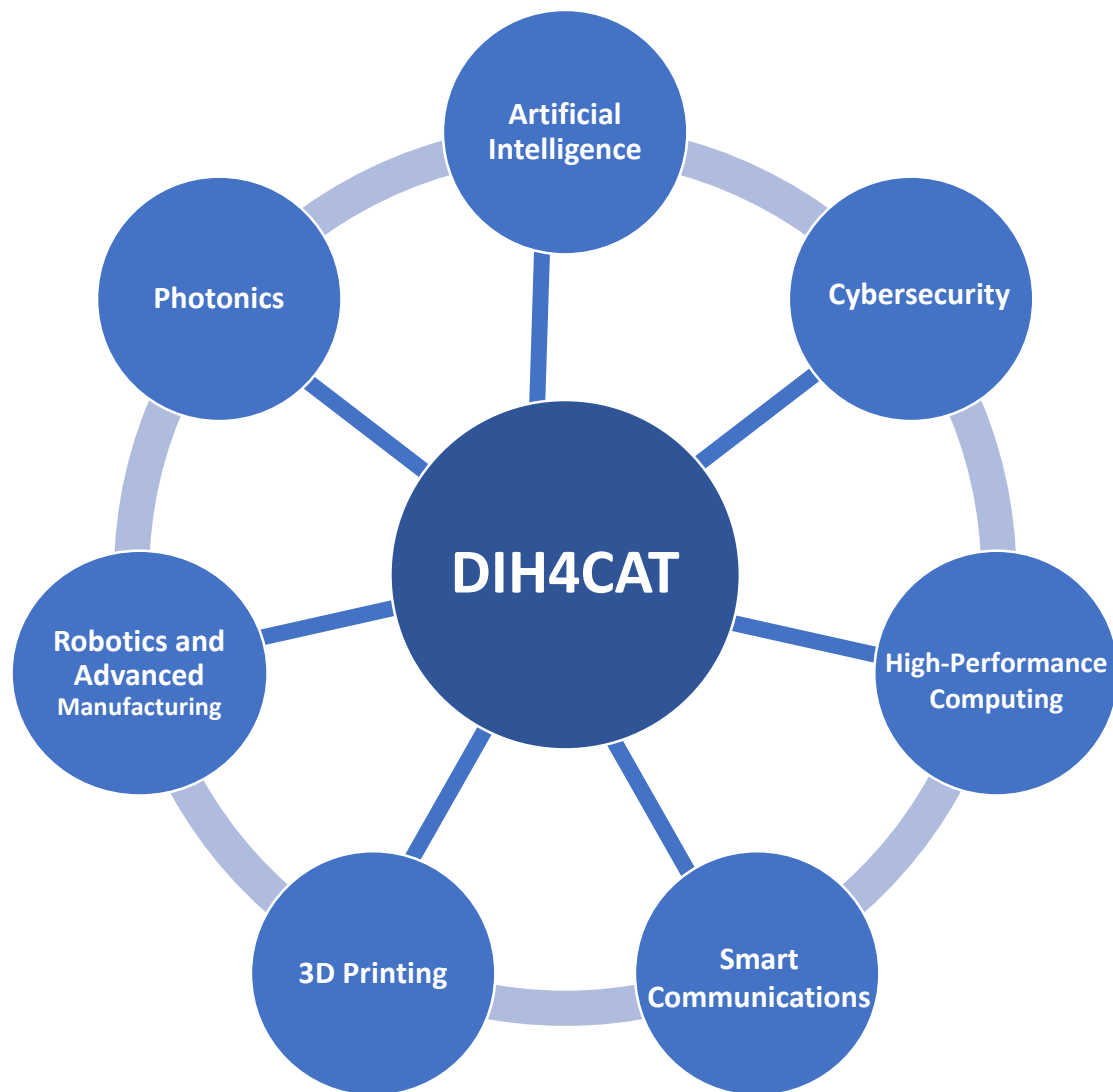 Artificial
Intelligence
Cybersecurity
High-Performance
Computing
Smart
Communications
3D Printing
Robotics and
Advanced
Manufacturing
Photonics
DIH4CAT